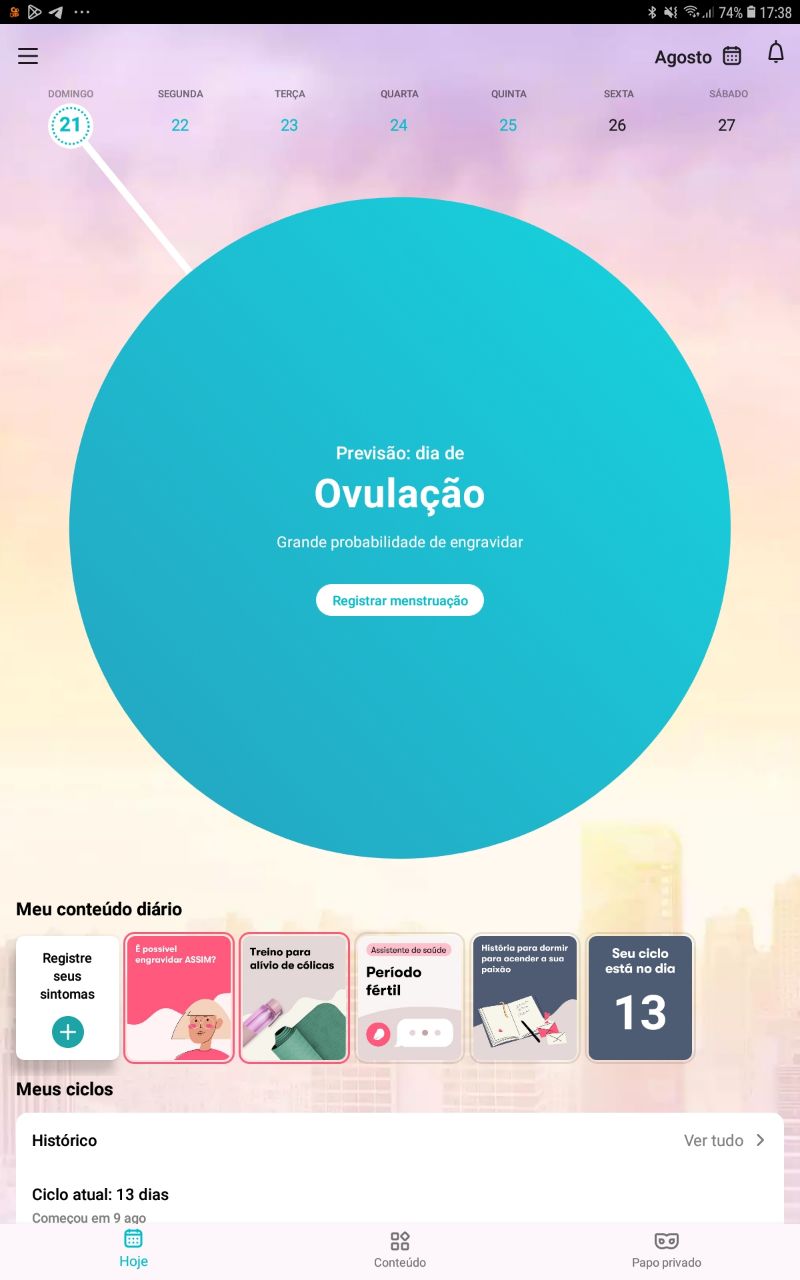 74% 17:38
Agosto
DOMINGO SEGUNDA TERÇA QUARTA QUINTA SEXTA SÁBADO
21 22 23 24 25 26 27
Previsão: dia de
Ovulação
Grande probabilidade de engravidar
Registrar menstruação
Meu conteúdo diário
Registre
seus
sintomas
É possível
engravidar ASSIM?
Treino para
alívio de cólicas
Assistente de saúde
Período
fértil
História para dormir
para acender a sua
paixão
Seu ciclo
está no dia
13
Meus ciclos
Histórico Ver tudo
Ciclo atual: 13 dias
Começou em 9 ago
Hoje Conteúdo Papo privado